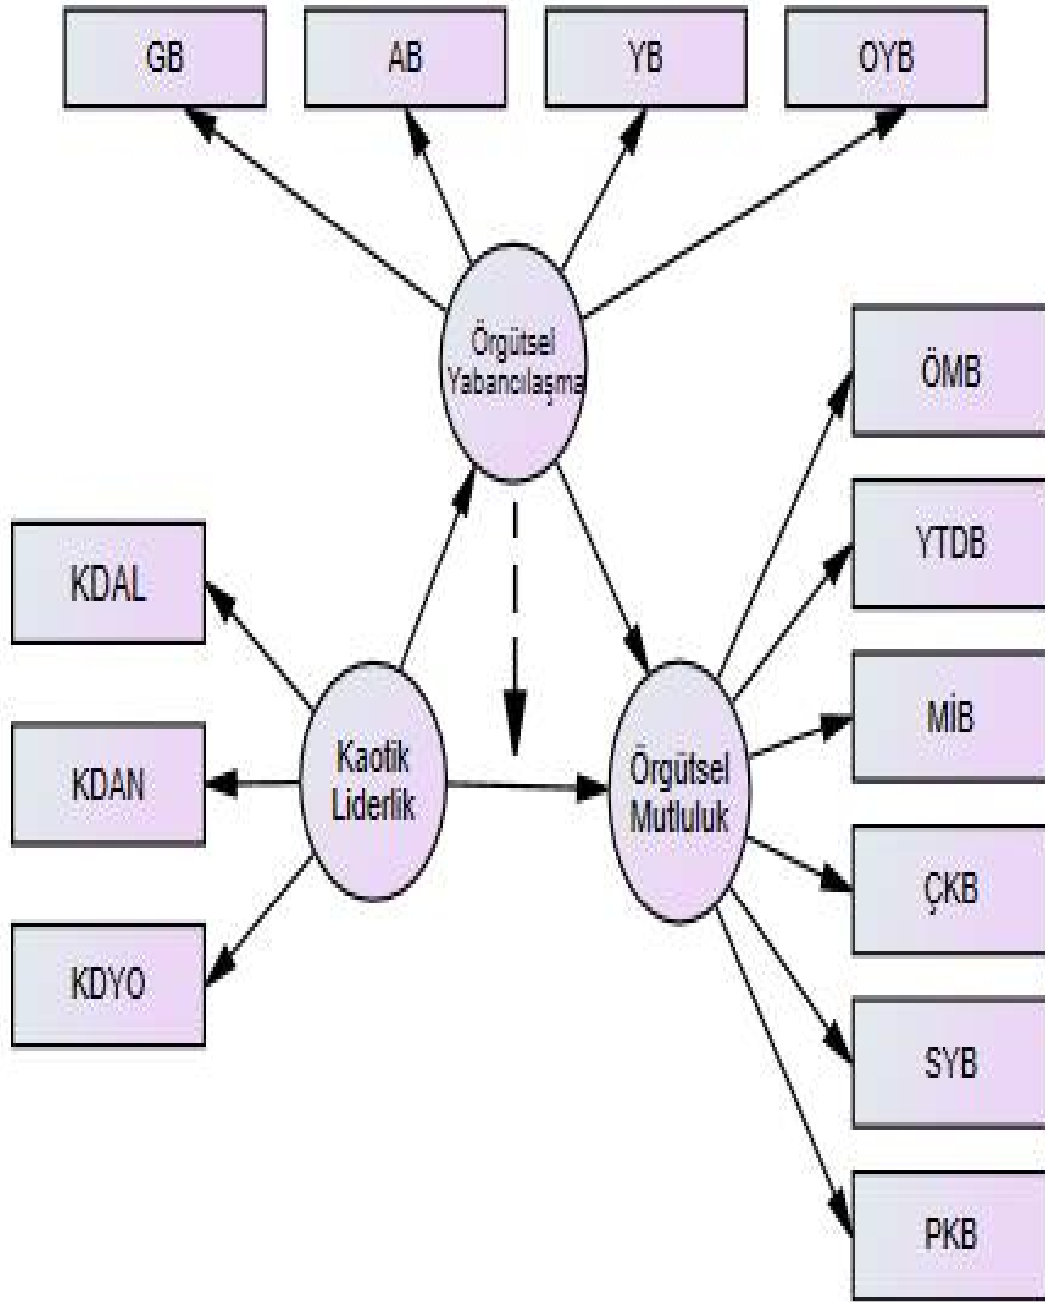 GB
AB
YB
OYB
Örgütsel
Yabancılaşma
ÖMB
YTDB
MİB
ÇKB
SYB
PKB
KDAL
KDAN
KDYO
Kaotik
Liderlik
Örgütsel
Mutluluk